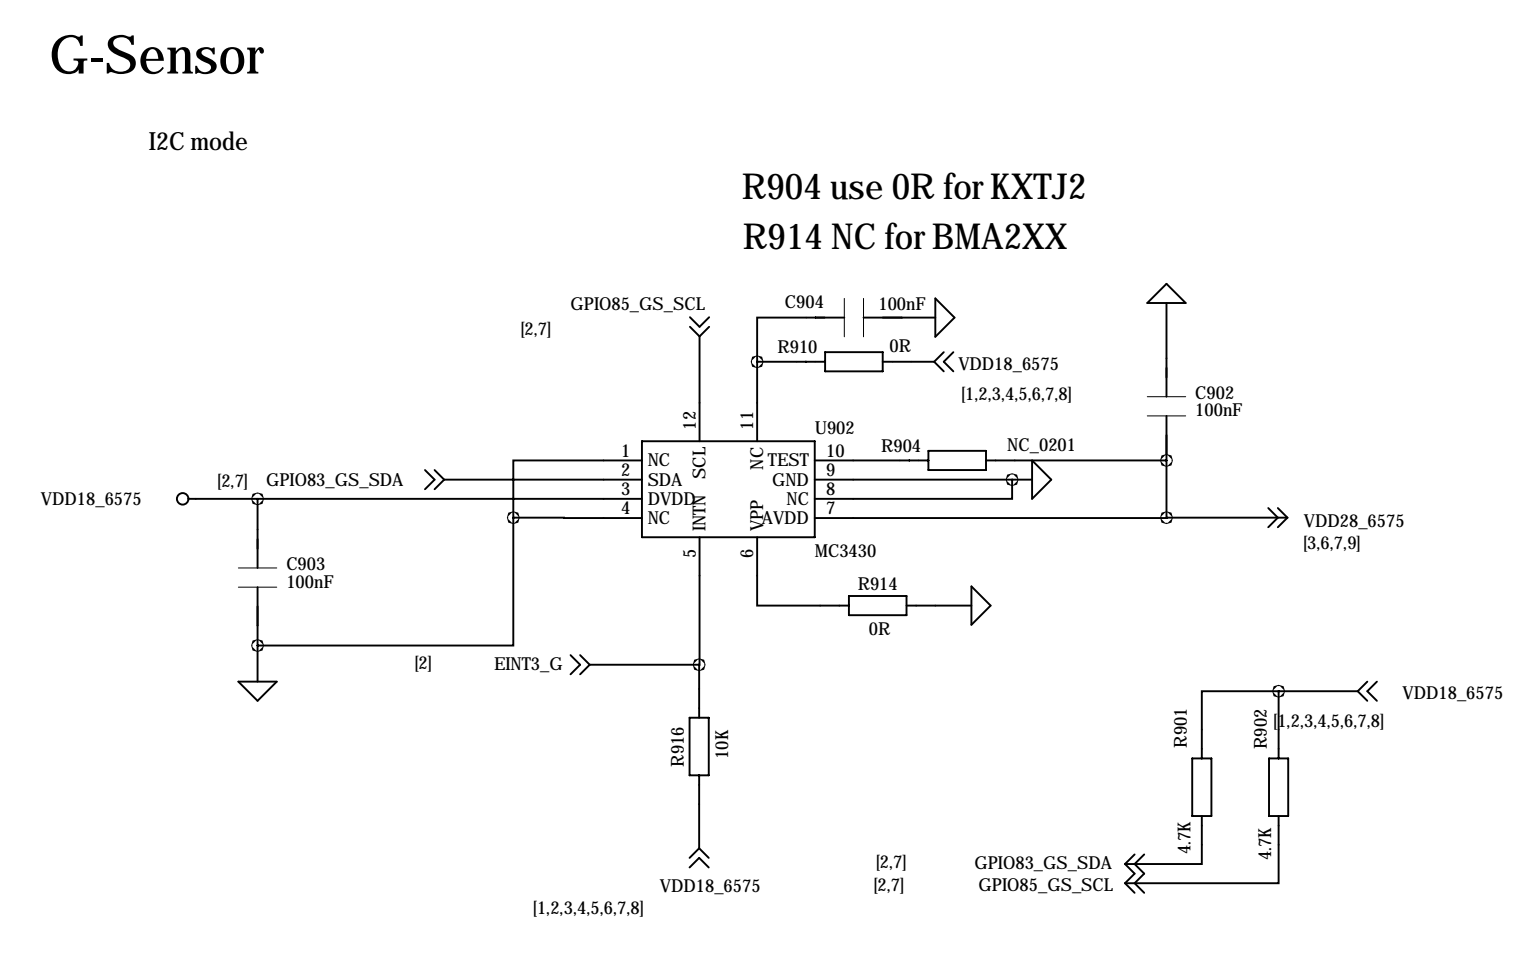 G-Sensor
I2C mode
R904 use 0R for KXTJ2
R914 NC for BMA2XX
GPIO85_GS_SCL
[2,7]
C904
100nF
R910
0R
VDD18_6575
[1,2,3,4,5,6,7,8]
C902
100nF
12
11
U902
1
NC
SCL
NC
TEST
10
R904
NC_0201
[2,7]
GPIO83_GS_SDA
2
SDA
GND
9
VDD18_6575
3
DVDD
NC
8
4
NC
INTN
VPP
AVDD
7
VDD28_6575
[3,6,7,9]
5
6
MC3430
C903
100nF
R914
0R
[2]
EINT3_G
R916
10K
VDD18_6575
[1,2,3,4,5,6,7,8]
R901
R902
VDD18_6575
[1,2,3,4,5,6,7,8]
4.7K
4.7K
[2,7]
GPIO83_GS_SDA
[2,7]
GPIO85_GS_SCL